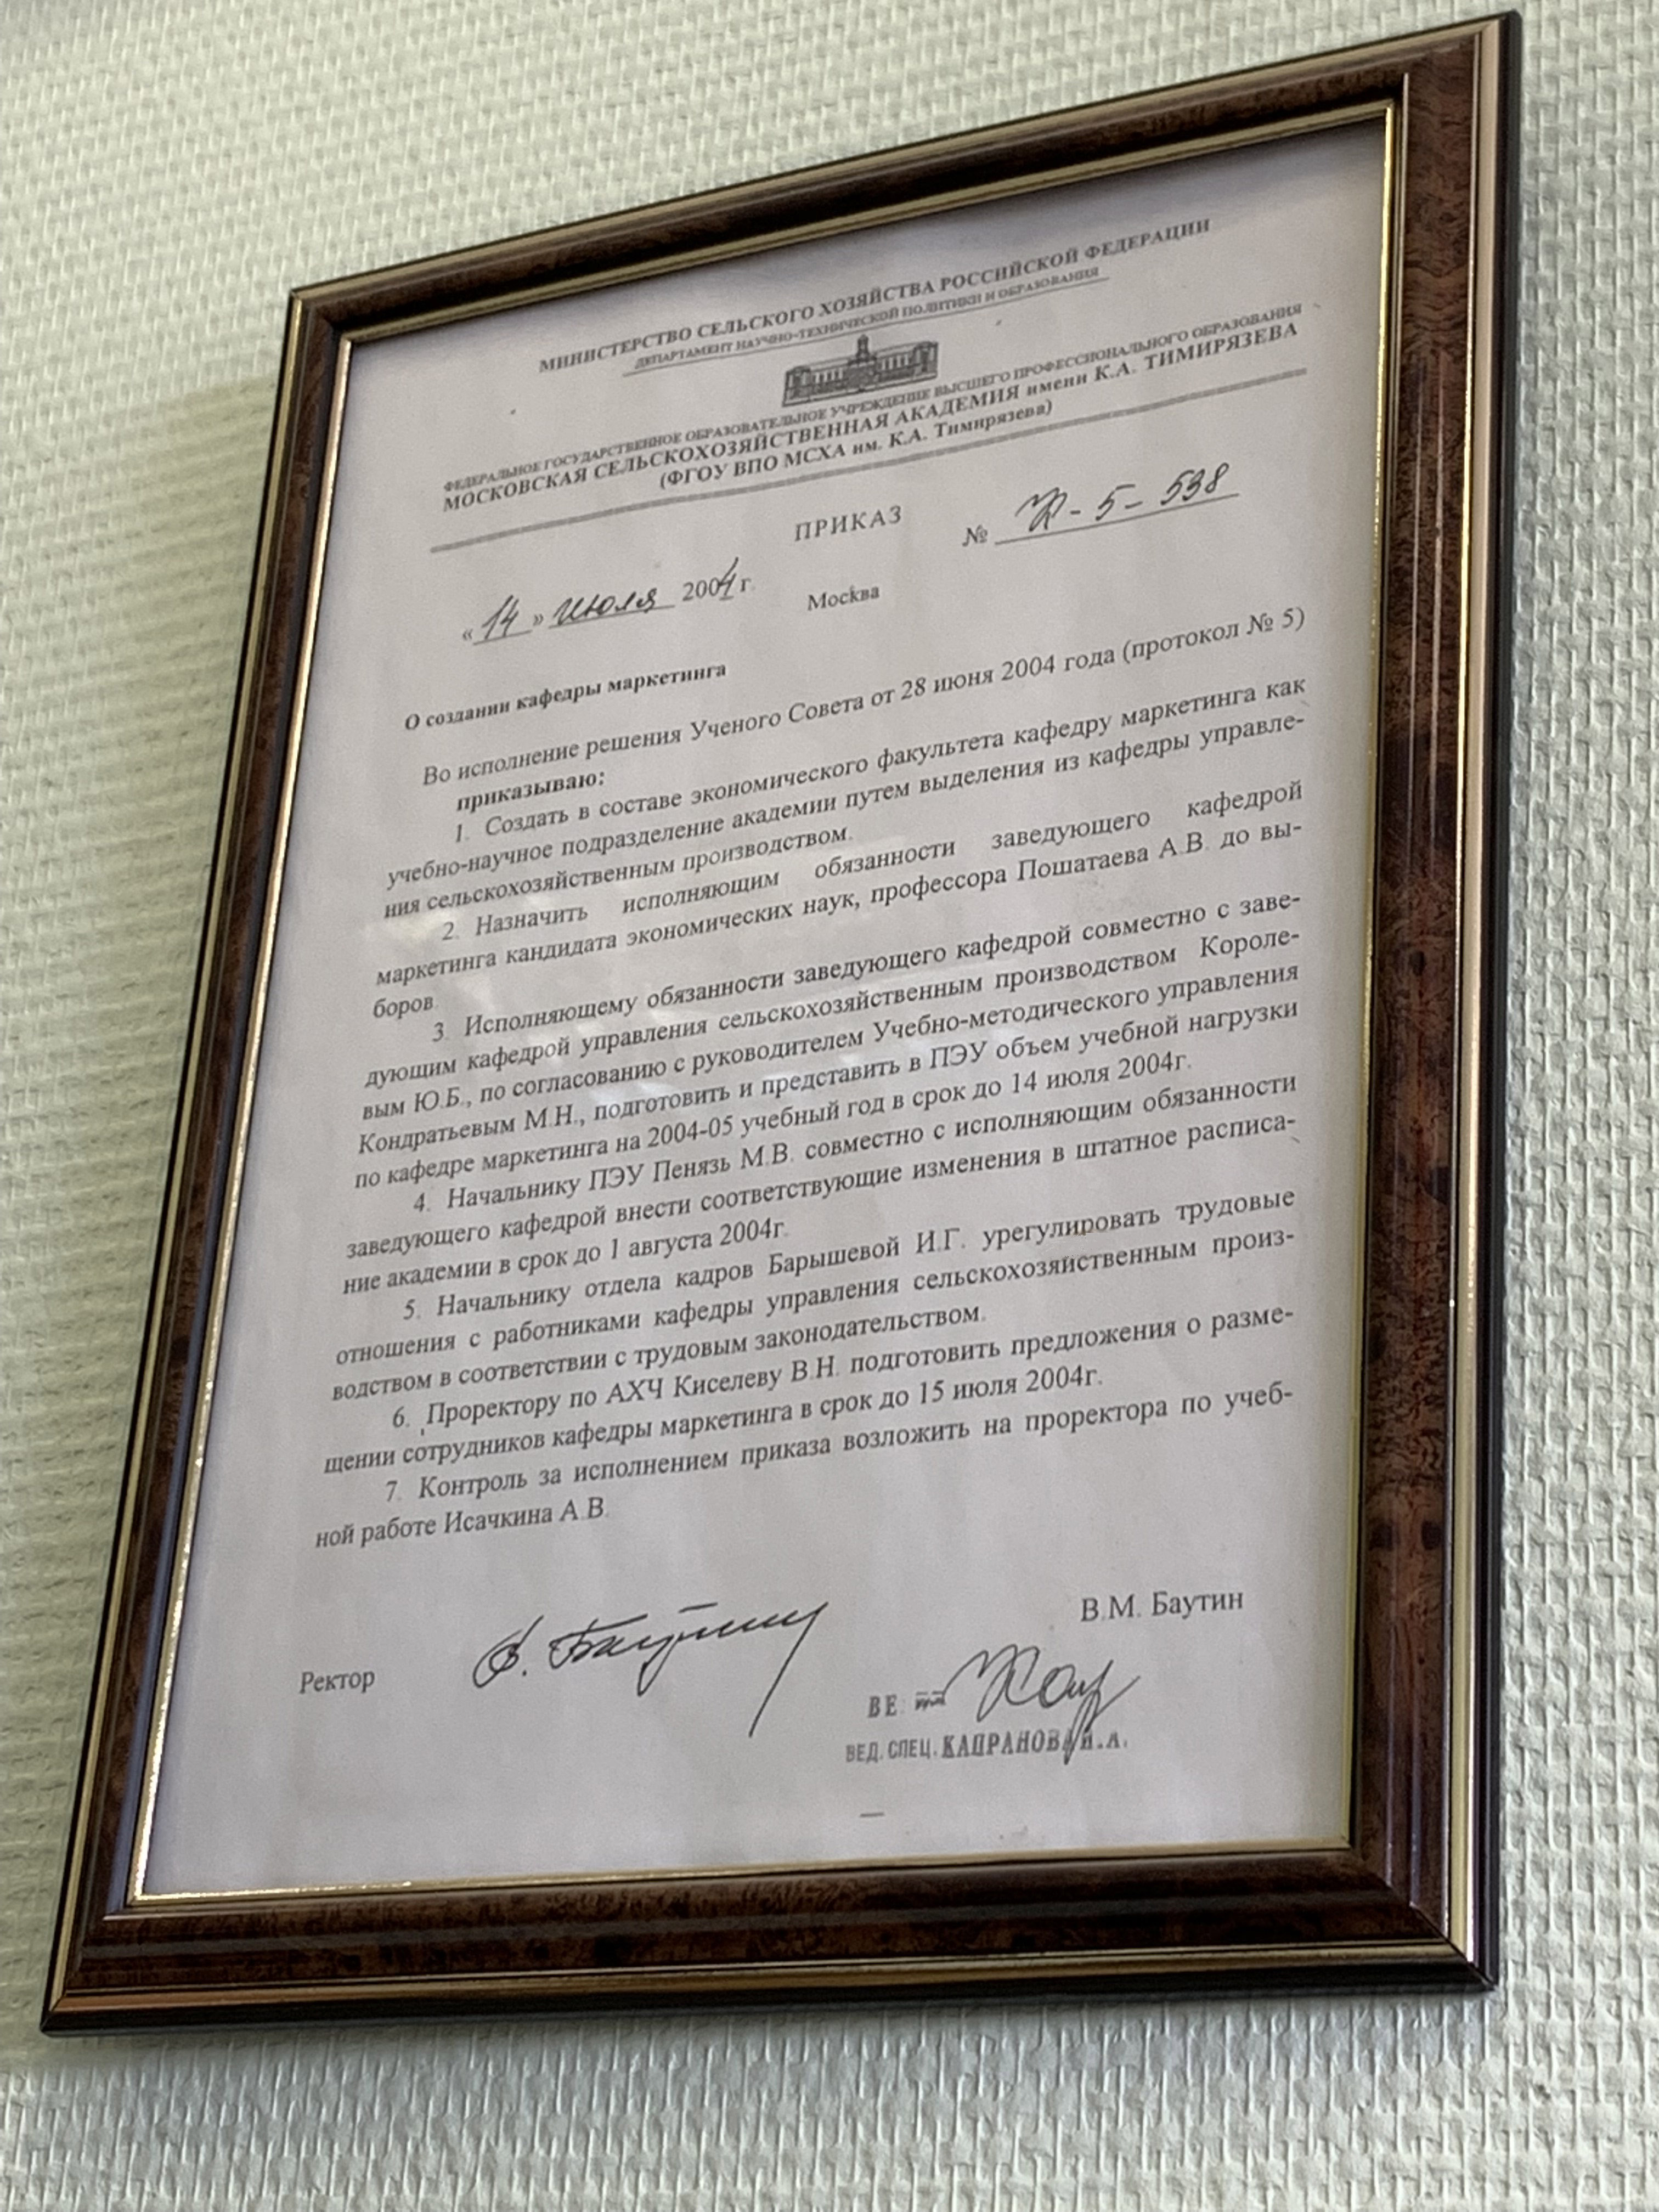 МИНИСТЕРСТВО СЕЛЬСКОГО ХОЗЯЙСТВА РОССИЙСКОЙ ФЕДЕРАЦИИ
ДЕПАРТАМЕНТ НАУЧНО-ТЕХНИЧЕСКОЙ ПОЛИТИКИ И ОБРАЗОВАНИЯ
ФЕДЕРАЛЬНОЕ ГОСУДАРСТВЕННОЕ ОБРАЗОВАТЕЛЬНОЕ УЧРЕЖДЕНИЕ ВЫСШЕГО ПРОФЕССИОНАЛЬНОГО ОБРАЗОВАНИЯ
МОСКОВСКАЯ СЕЛЬСКОХОЗЯЙСТВЕННАЯ АКАДЕМИЯ имени К.А. ТИМИРЯЗЕВА
(ФГОУ ВПО МСХА им. К.А. Тимирязева)
ПРИКАЗ
№ - 5 - 538
«14» июля 2004 г.
Москва
О создании кафедры маркетинга
Во исполнение решения Ученого Совета от 28 июня 2004 года (протокол № 5)
приказываю:
1. Создать в составе экономического факультета кафедру маркетинга как
учебно-научное подразделение академии путем выделения из кафедры управле-
ния сельскохозяйственным производством.
2. Назначить исполняющим обязанности заведующего кафедрой
маркетинга кандидата экономических наук, профессора Пошатаева А.В. до вы-
боров.
3. Исполняющему обязанности заведующего кафедрой совместно с заве-
дующим кафедрой управления сельскохозяйственным производством Короле-
вым Ю.Б., по согласованию с руководителем Учебно-методического управления
Кондратьевым М.Н., подготовить и представить в ПЭУ объем учебной нагрузки
по кафедре маркетинга на 2004-05 учебный год в срок до 14 июля 2004г.
4. Начальнику ПЭУ Пенязь М.В. совместно с исполняющим обязанности
заведующего кафедрой внести соответствующие изменения в штатное расписа-
ние академии в срок до 1 августа 2004г.
5. Начальнику отдела кадров Барышевой И.Г. урегулировать трудовые
отношения с работниками кафедры управления сельскохозяйственным произ-
водством в соответствии с трудовым законодательством.
6. Проректору по АХЧ Киселеву В.Н. подготовить предложения о разме-
щении сотрудников кафедры маркетинга в срок до 15 июля 2004г.
7. Контроль за исполнением приказа возложить на проректора по учеб-
ной работе Исачкина А.В.
В.М. Баутин
Ректор В. Баутин
ВЕ
ВЕД. СПЕЦ. КАПРАНОВА И.А.